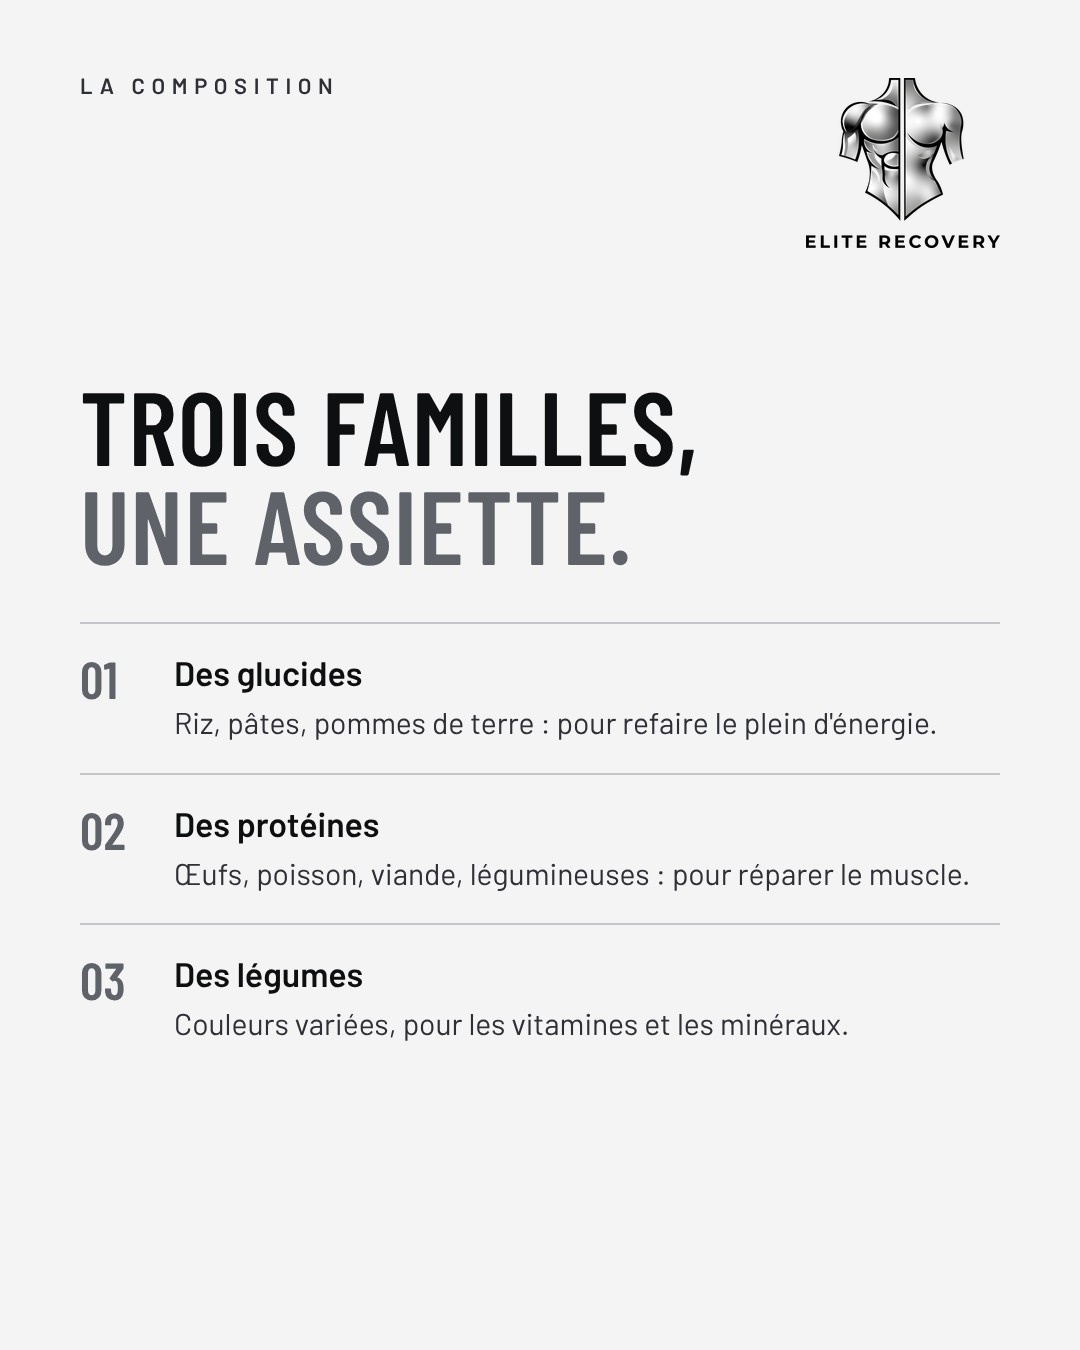 LA COMPOSITION
ELITE RECOVERY
TROIS FAMILLES,
UNE ASSIETTE.
01
Des glucides
Riz, pâtes, pommes de terre : pour refaire le plein d'énergie.
02
Des protéines
Œufs, poisson, viande, légumineuses : pour réparer le muscle.
03
Des légumes
Couleurs variées, pour les vitamines et les minéraux.